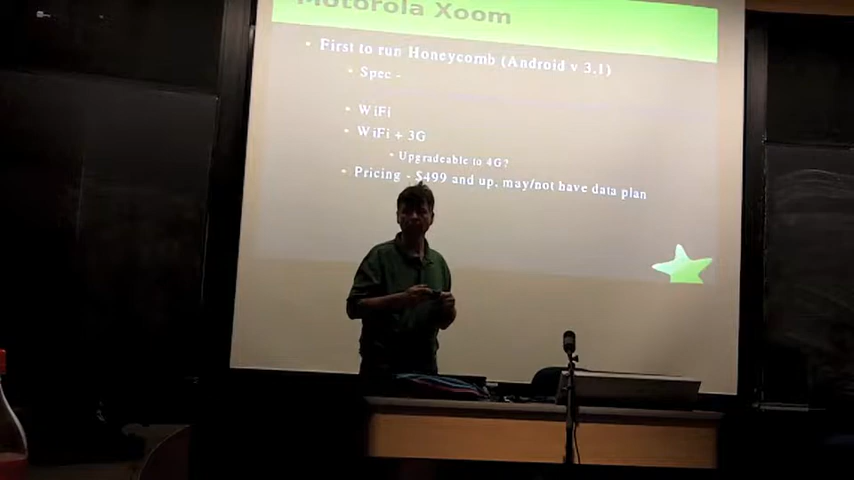 Motorola Xoom
First to run Honeycomb (Android v 3.1)
Spec -
WiFi
WiFi + 3G
Upgradeable to 4G?
Pricing - $499 and up, may/not have data plan